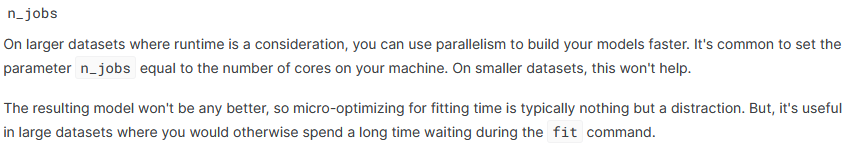 n_jobs
On larger datasets where runtime is a consideration, you can use parallelism to build your models faster. It's common to set the
parameter n_jobs equal to the number of cores on your machine. On smaller datasets, this won't help.
The resulting model won't be any better, so micro-optimizing for fitting time is typically nothing but a distraction. But, it's useful
in large datasets where you would otherwise spend a long time waiting during the fit command.